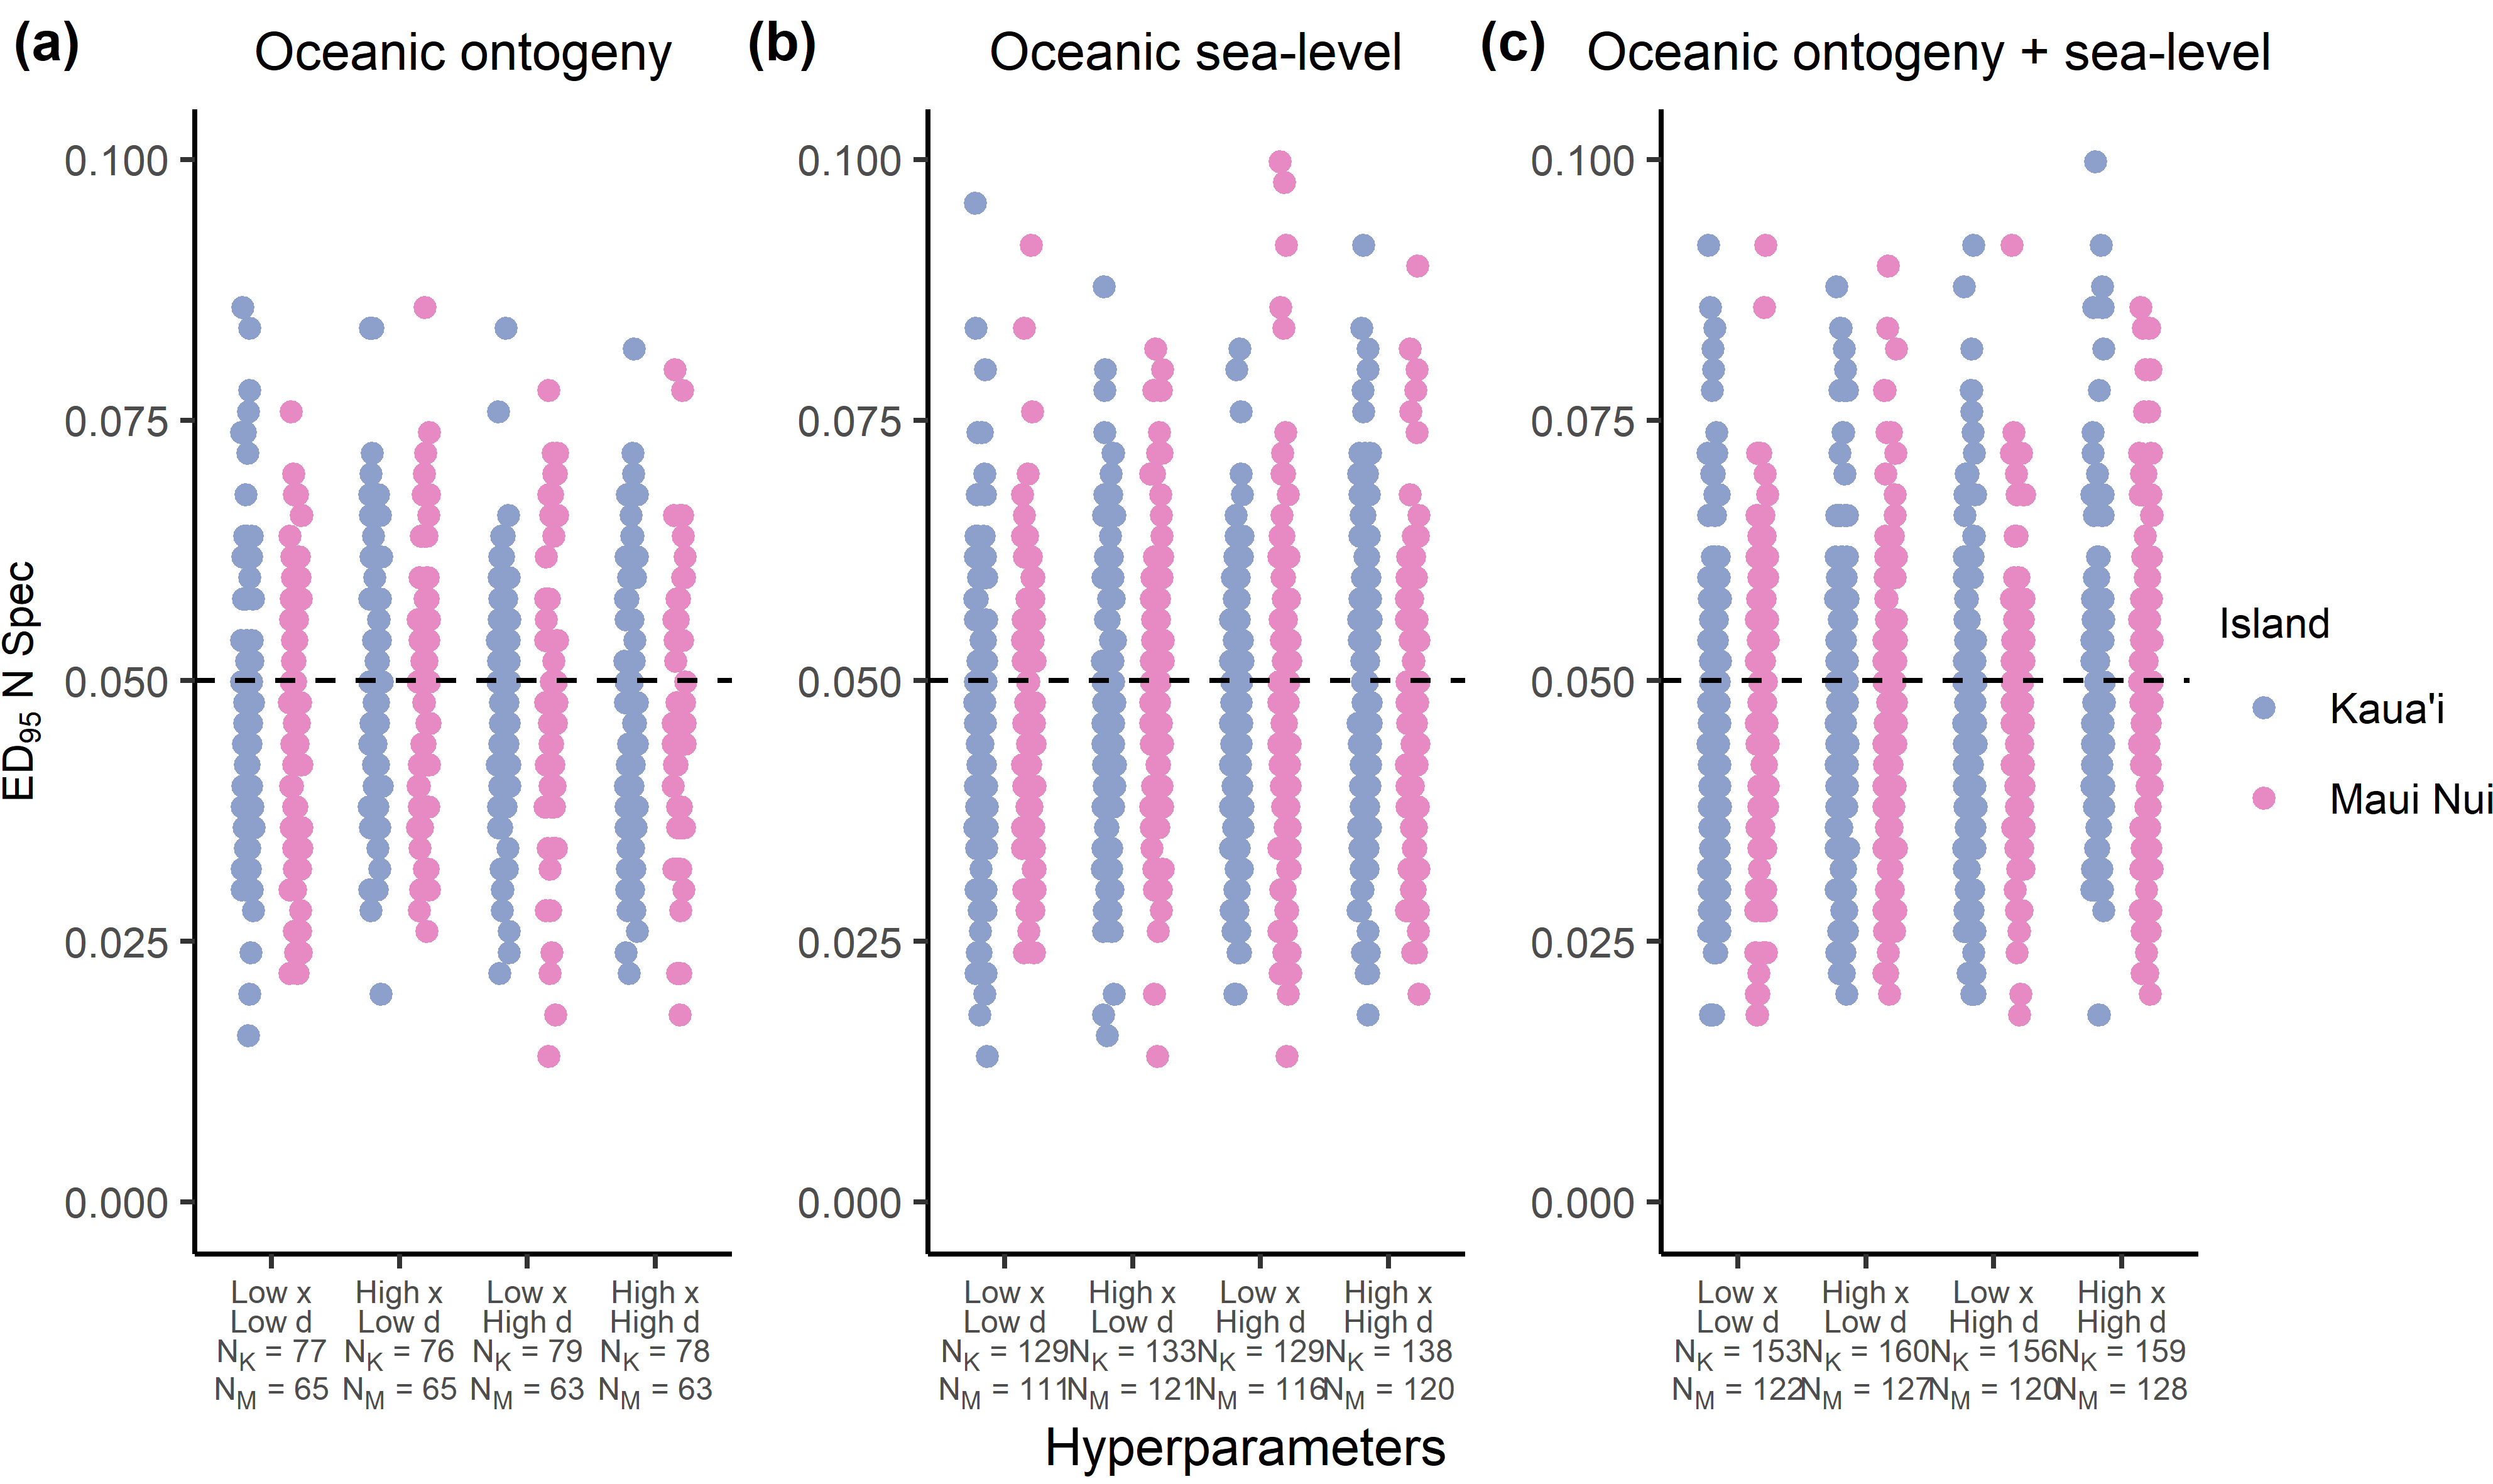 (a) Oceanic ontogeny
(b) Oceanic sea-level
(c) Oceanic ontogeny + sea-level
ED95 N Spec
0.100
0.075
0.050
0.025
0.000
Low x High x Low x High x
Low d Low d High d High d
NK = 77 NK = 76 NK = 79 NK = 78
NM = 65 NM = 65 NM = 63 NM = 63
0.100
0.075
0.050
0.025
0.000
Low x High x Low x High x
Low d Low d High d High d
NK = 129 NK = 133 NK = 129 NK = 138
NM = 111 NM = 121 NM = 116 NM = 120
0.100
0.075
0.050
0.025
0.000
Low x High x Low x High x
Low d Low d High d High d
NK = 153 NK = 160 NK = 156 NK = 159
NM = 122 NM = 127 NM = 120 NM = 128
Hyperparameters
Island
Kaua'i
Maui Nui